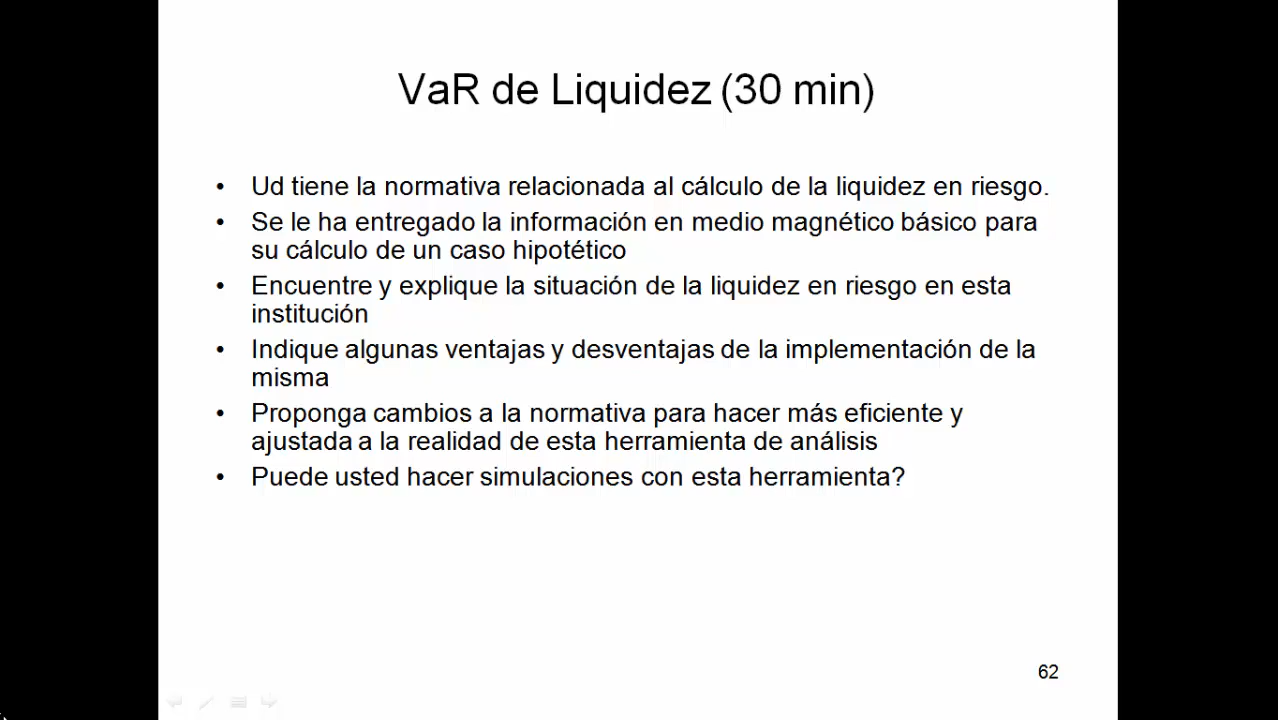 VaR de Liquidez (30 min)
• Ud tiene la normativa relacionada al cálculo de la liquidez en riesgo.
• Se le ha entregado la información en medio magnético básico para
su cálculo de un caso hipotético
• Encuentre y explique la situación de la liquidez en riesgo en esta
institución
• Indique algunas ventajas y desventajas de la implementación de la
misma
• Proponga cambios a la normativa para hacer más eficiente y
ajustada a la realidad de esta herramienta de análisis
• Puede usted hacer simulaciones con esta herramienta?
62